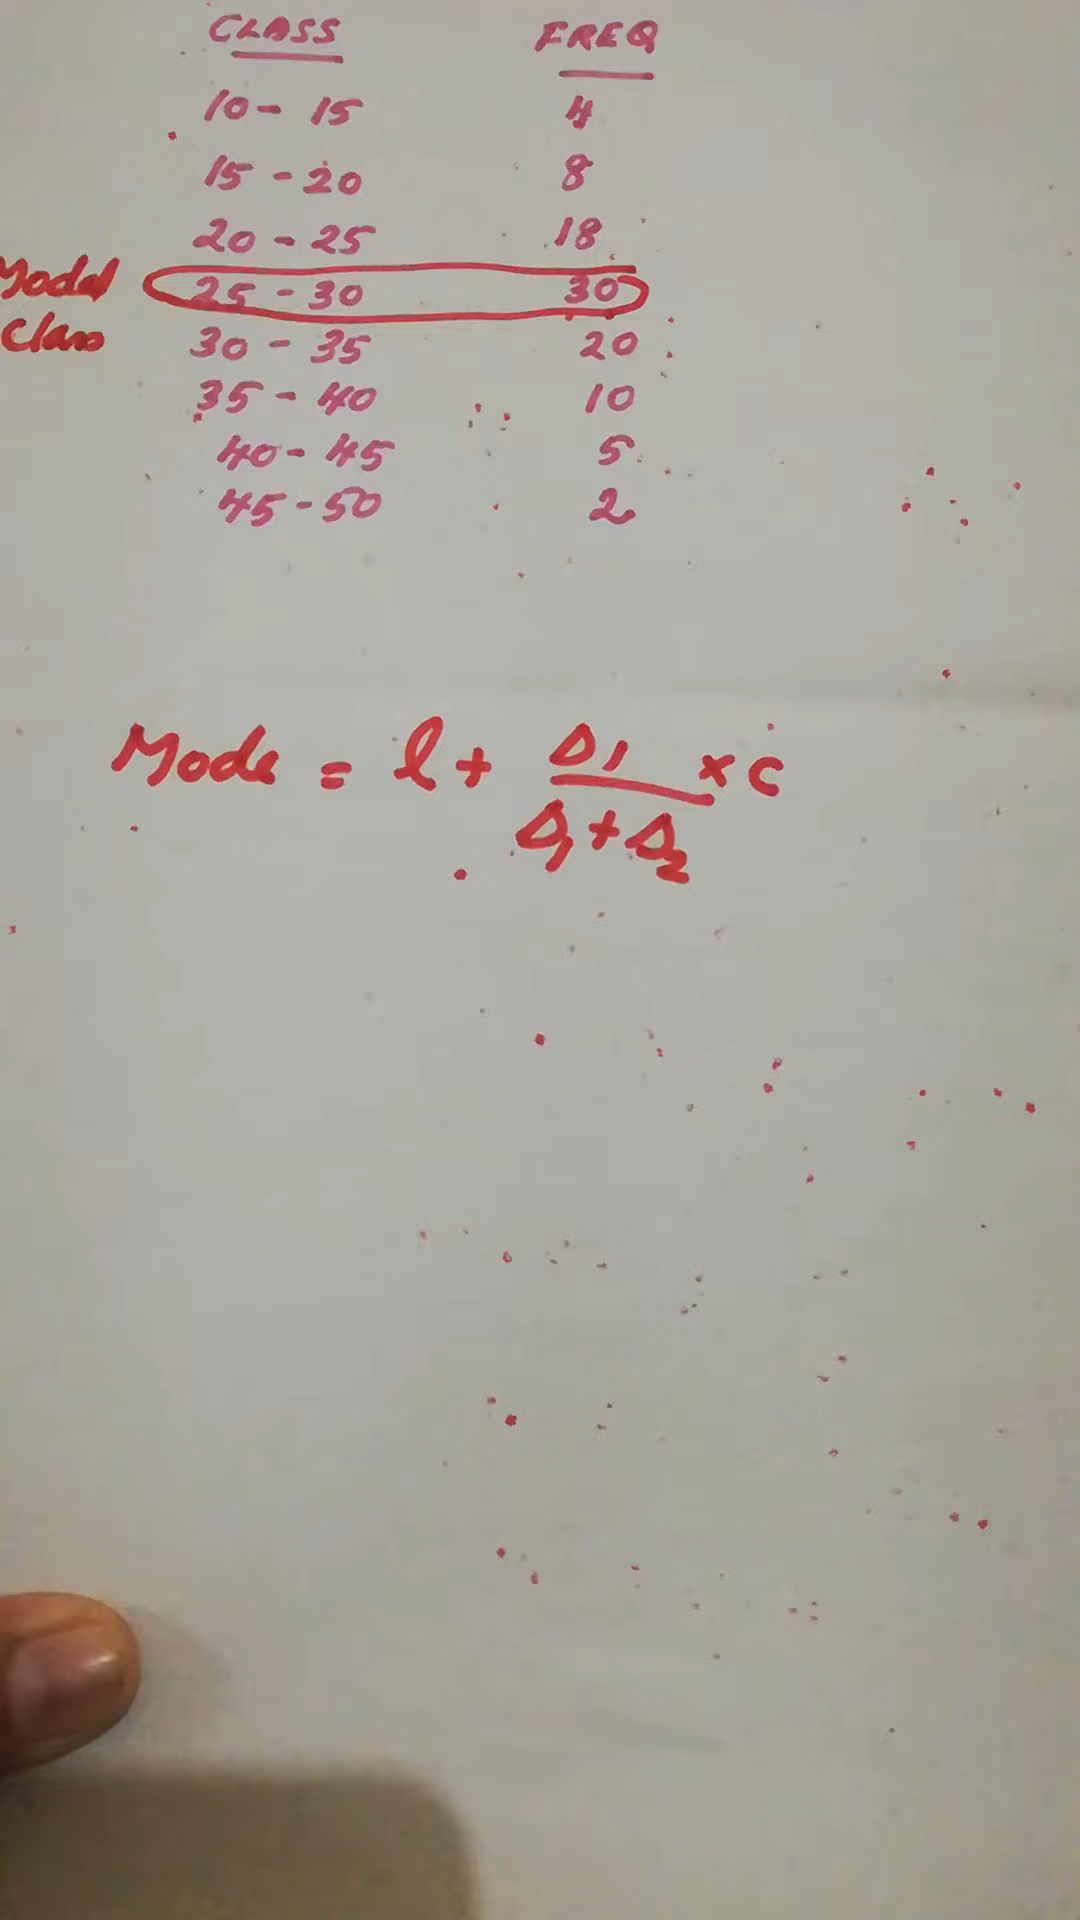 CLASS FREQ
10 - 15 4
15 - 20 8
20 - 25 18
Modal Class 25 - 30 30
30 - 35 20
35 - 40 10
40 - 45 5
45 - 50 2
Mode = l + Δ1 / Δ1 + Δ2 × c